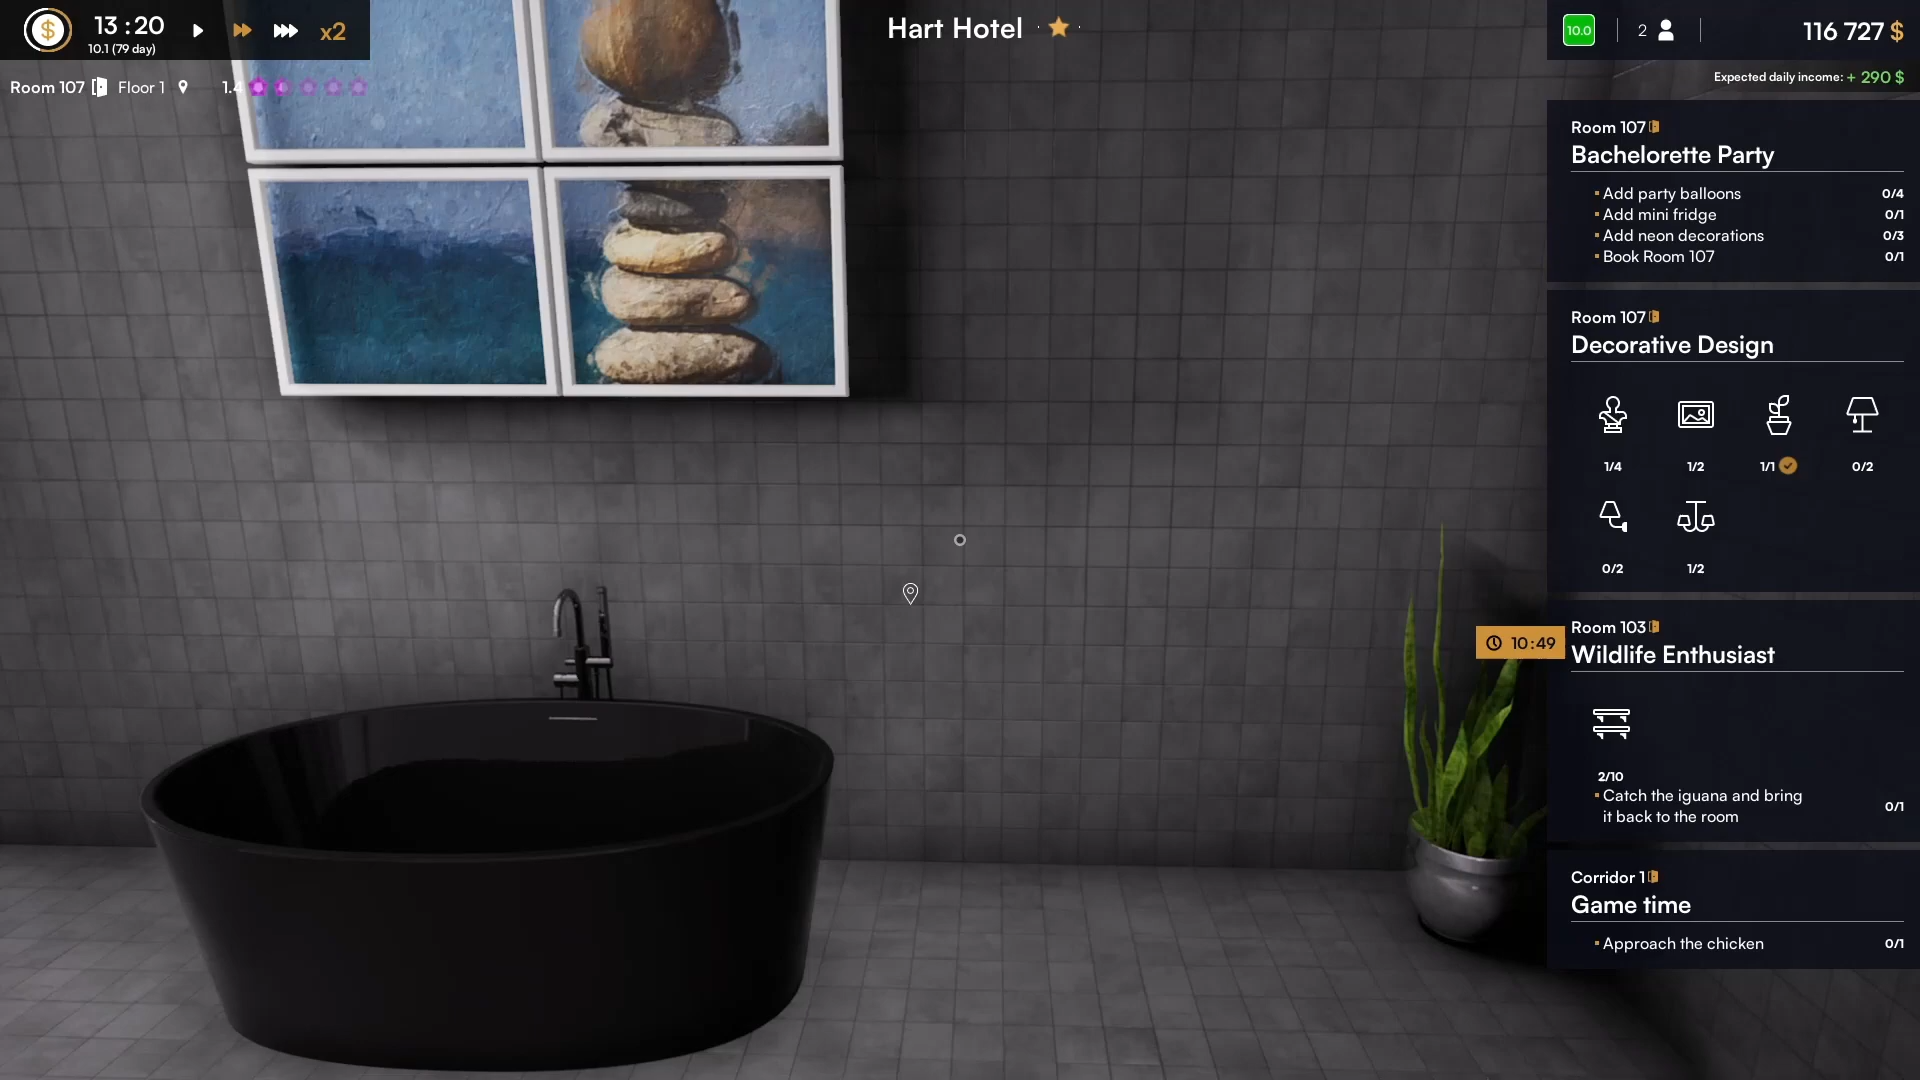 13 : 20
10.1 (79 day)
x2
Hart Hotel
10.0
2
116 727 $
Expected daily income: + 290 $
Room 107
Floor 1
1.4
Room 107
Bachelorette Party
Add party balloons 0/4
Add mini fridge 0/1
Add neon decorations 0/3
Book Room 107 0/1
Room 107
Decorative Design
1/4 1/2 1/1 0/2
0/2 1/2
10:49
Room 103
Wildlife Enthusiast
2/10
Catch the iguana and bring
it back to the room 0/1
Corridor 1
Game time
Approach the chicken 0/1